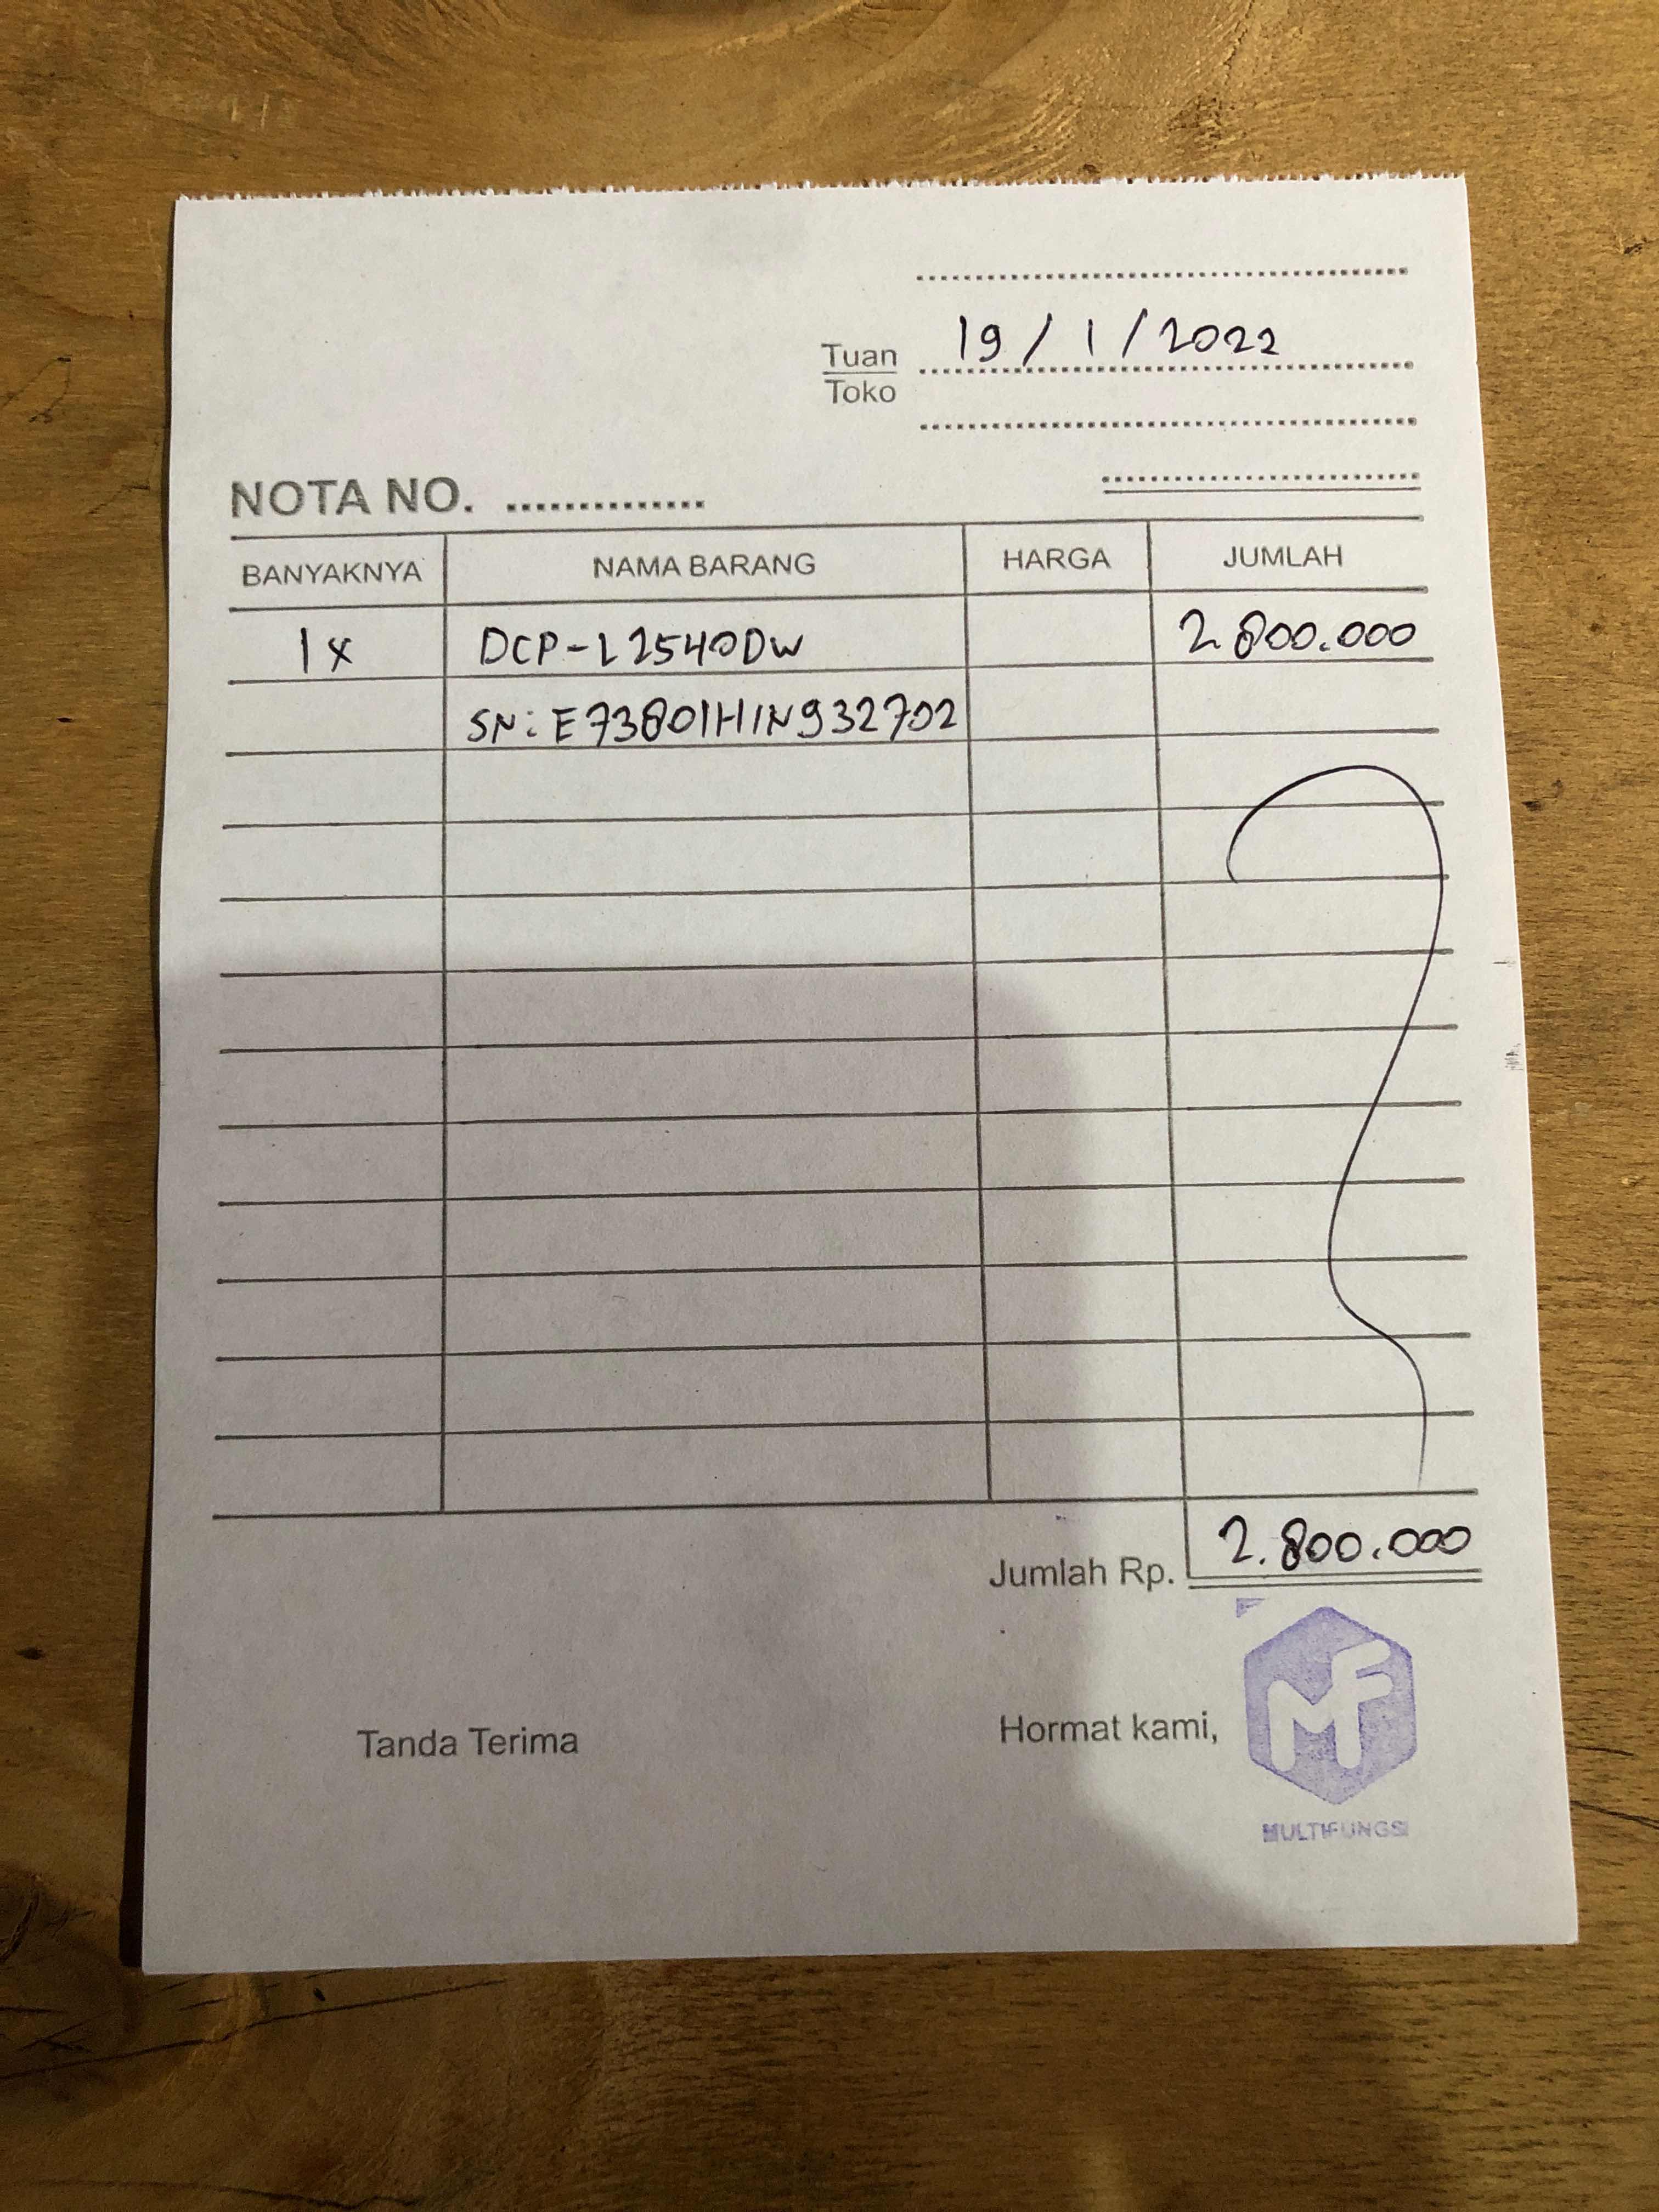 19/1/2022
Tuan
Toko
NOTA NO. ..............
BANYAKNYA NAMA BARANG HARGA JUMLAH
1x DCP-L2540DW 2.800.000
SN: E73801H1N932702
Jumlah Rp. 2.800.000
Tanda Terima Hormat kami,
MF
MULTIFUNGSI